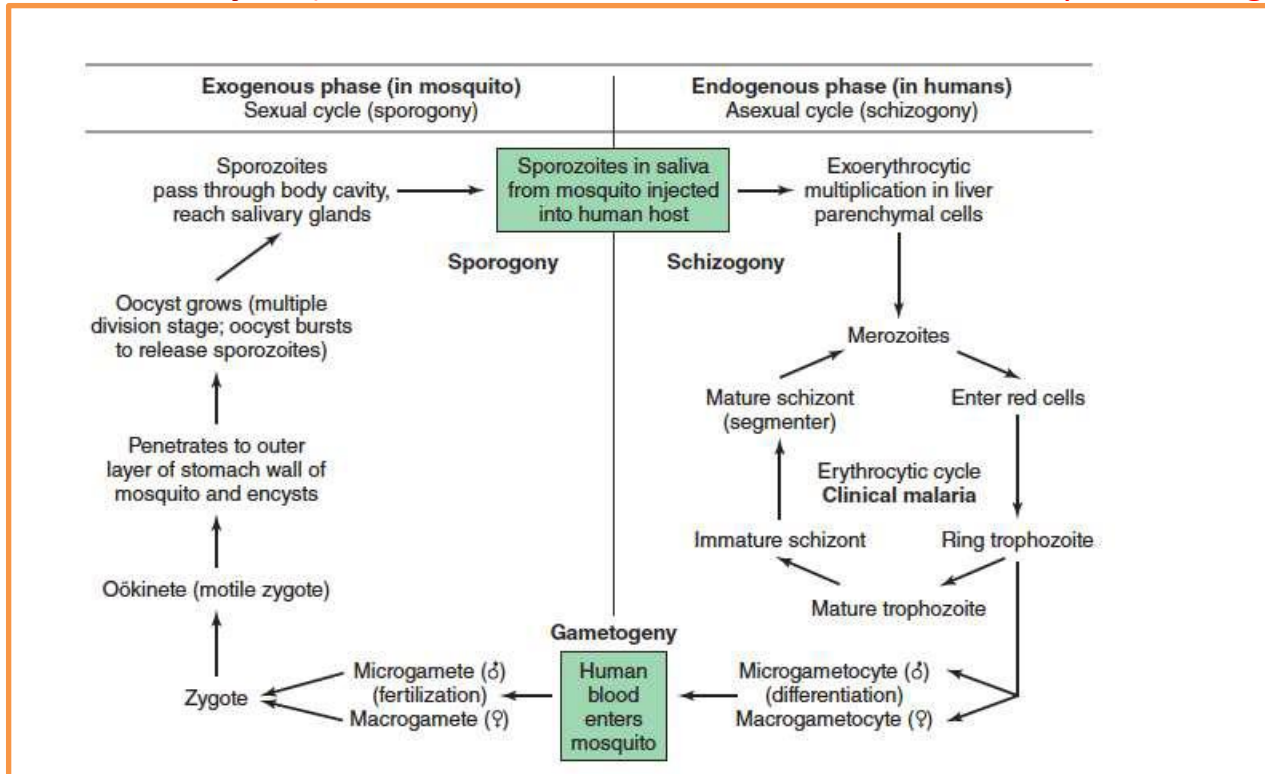 Exogenous phase (in mosquito)
Sexual cycle (sporogony)
Endogenous phase (in humans)
Asexual cycle (schizogony)
Sporozoites
pass through body cavity,
reach salivary glands
Sporozoites in saliva
from mosquito injected
into human host
Exoerythrocytic
multiplication in liver
parenchymal cells
Sporogony
Schizogony
Oocyst grows (multiple
division stage; oocyst bursts
to release sporozoites)
Merozoites
Mature schizont
(segmenter)
Enter red cells
Penetrates to outer
layer of stomach wall of
mosquito and encysts
Erythrocytic cycle
Clinical malaria
Immature schizont
Ring trophozoite
Oökinete (motile zygote)
Mature trophozoite
Gametogeny
Zygote
Microgamete (♂)
(fertilization)
Macrogamete (♀)
Human
blood
enters
mosquito
Microgametocyte (♂)
(differentiation)
Macrogametocyte (♀)